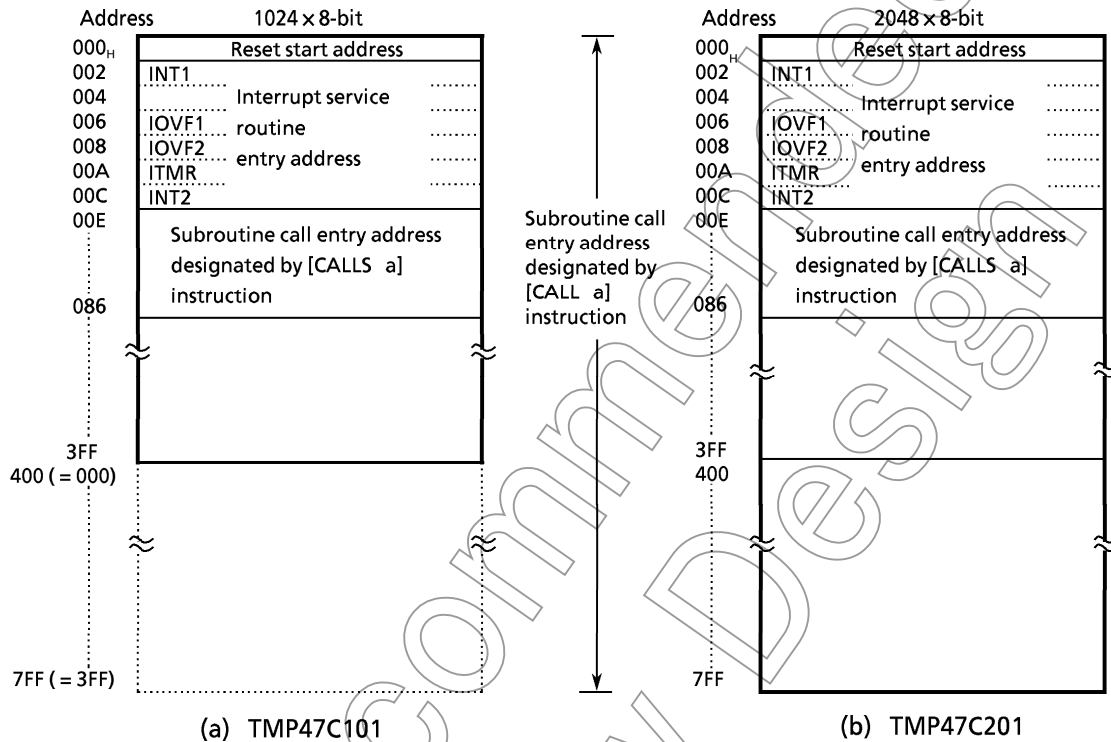 Address 1024 × 8-bit
000H Reset start address
002 INT1
004 Interrupt service
006 IOVF1 routine
008 IOVF2 entry address
00A ITMR
00C INT2
00E
Subroutine call entry address
designated by [CALLS a]
instruction
086
3FF
400 (= 000)
7FF (= 3FF)
(a) TMP47C101
Subroutine call
entry address
designated by
[CALL a]
instruction
Address 2048 × 8-bit
000H Reset start address
002 INT1
004 Interrupt service
006 IOVF1 routine
008 IOVF2 entry address
00A ITMR
00C INT2
00E
Subroutine call entry address
designated by [CALLS a]
instruction
086
3FF
400
7FF
(b) TMP47C201